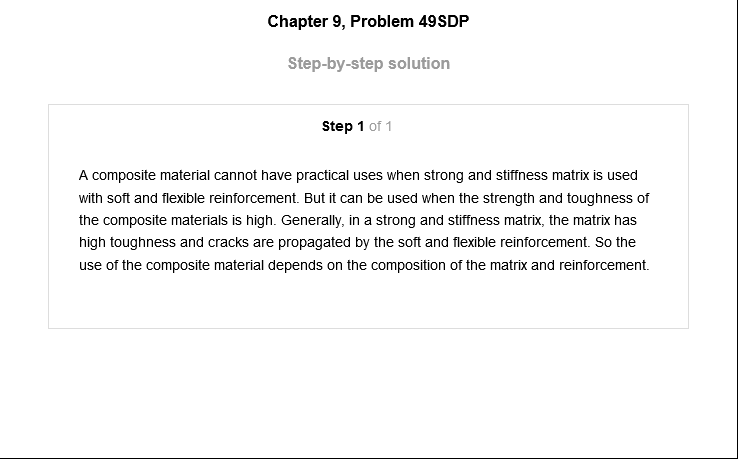 Chapter 9, Problem 49SDP
Step-by-step solution
Step 1 of 1
A composite material cannot have practical uses when strong and stiffness matrix is used
with soft and flexible reinforcement. But it can be used when the strength and toughness of
the composite materials is high. Generally, in a strong and stiffness matrix, the matrix has
high toughness and cracks are propagated by the soft and flexible reinforcement. So the
use of the composite material depends on the composition of the matrix and reinforcement.